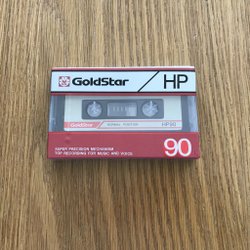 GoldStar HP
GoldStar NORMAL POSITION HP90
SUPER PRECISION MECHANISM
TOP RECORDING FOR MUSIC AND VOICE
90